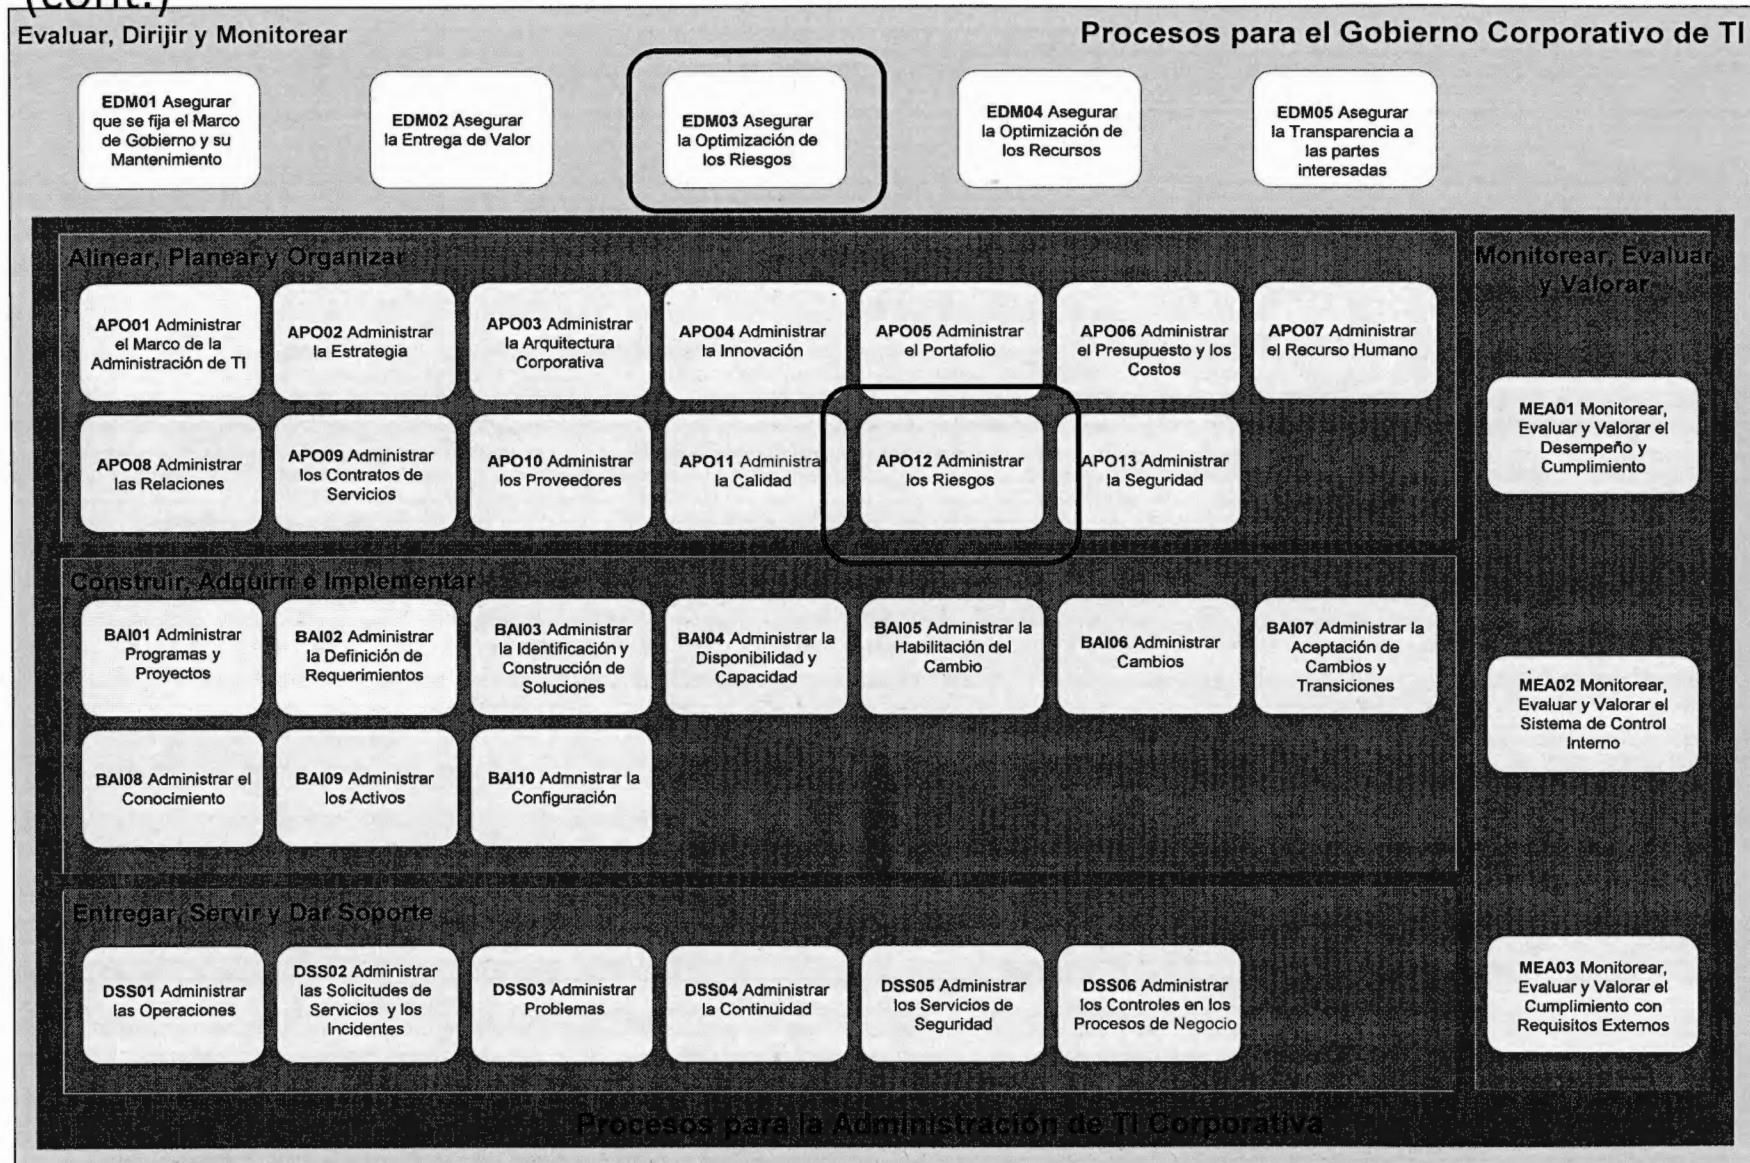 (cont.)
Evaluar, Dirijir y Monitorear
Procesos para el Gobierno Corporativo de TI
EDM01 Asegurar
que se fija el Marco
de Gobierno y su
Mantenimiento
EDM02 Asegurar
la Entrega de Valor
EDM03 Asegurar
la Optimización de
los Riesgos
EDM04 Asegurar
la Optimización de
los Recursos
EDM05 Asegurar
la Transparencia a
las partes
interesadas
Alinear, Planear y Organizar
APO01 Administrar
el Marco de la
Administración de TI
APO02 Administrar
la Estrategia
APO03 Administrar
la Arquitectura
Corporativa
APO04 Administrar
la Innovación
APO05 Administrar
el Portafolio
APO06 Administrar
el Presupuesto y los
Costos
APO07 Administrar
el Recurso Humano
APO08 Administrar
las Relaciones
APO09 Administrar
los Contratos de
Servicios
APO10 Administrar
los Proveedores
APO11 Administra
la Calidad
APO12 Administrar
los Riesgos
APO13 Administrar
la Seguridad
Construir, Adquirir e Implementar
BAI01 Administrar
Programas y
Proyectos
BAI02 Administrar
la Definición de
Requerimientos
BAI03 Administrar
la Identificación y
Construcción de
Soluciones
BAI04 Administrar la
Disponibilidad y
Capacidad
BAI05 Administrar la
Habilitación del
Cambio
BAI06 Administrar
Cambios
BAI07 Administrar la
Aceptación de
Cambios y
Transiciones
BAI08 Administrar el
Conocimiento
BAI09 Administrar
los Activos
BAI10 Admnistrar la
Configuración
Entregar, Servir y Dar Soporte
DSS01 Administrar
las Operaciones
DSS02 Administrar
las Solicitudes de
Servicios y los
Incidentes
DSS03 Administrar
Problemas
DSS04 Administrar
la Continuidad
DSS05 Administrar
los Servicios de
Seguridad
DSS06 Administrar
los Controles en los
Procesos de Negocio
Monitorear, Evaluar
y Valorar
MEA01 Monitorear,
Evaluar y Valorar el
Desempeño y
Cumplimiento
MEA02 Monitorear,
Evaluar y Valorar el
Sistema de Control
Interno
MEA03 Monitorear,
Evaluar y Valorar el
Cumplimiento con
Requisitos Externos
Procesos para la Administración de TI Corporativa